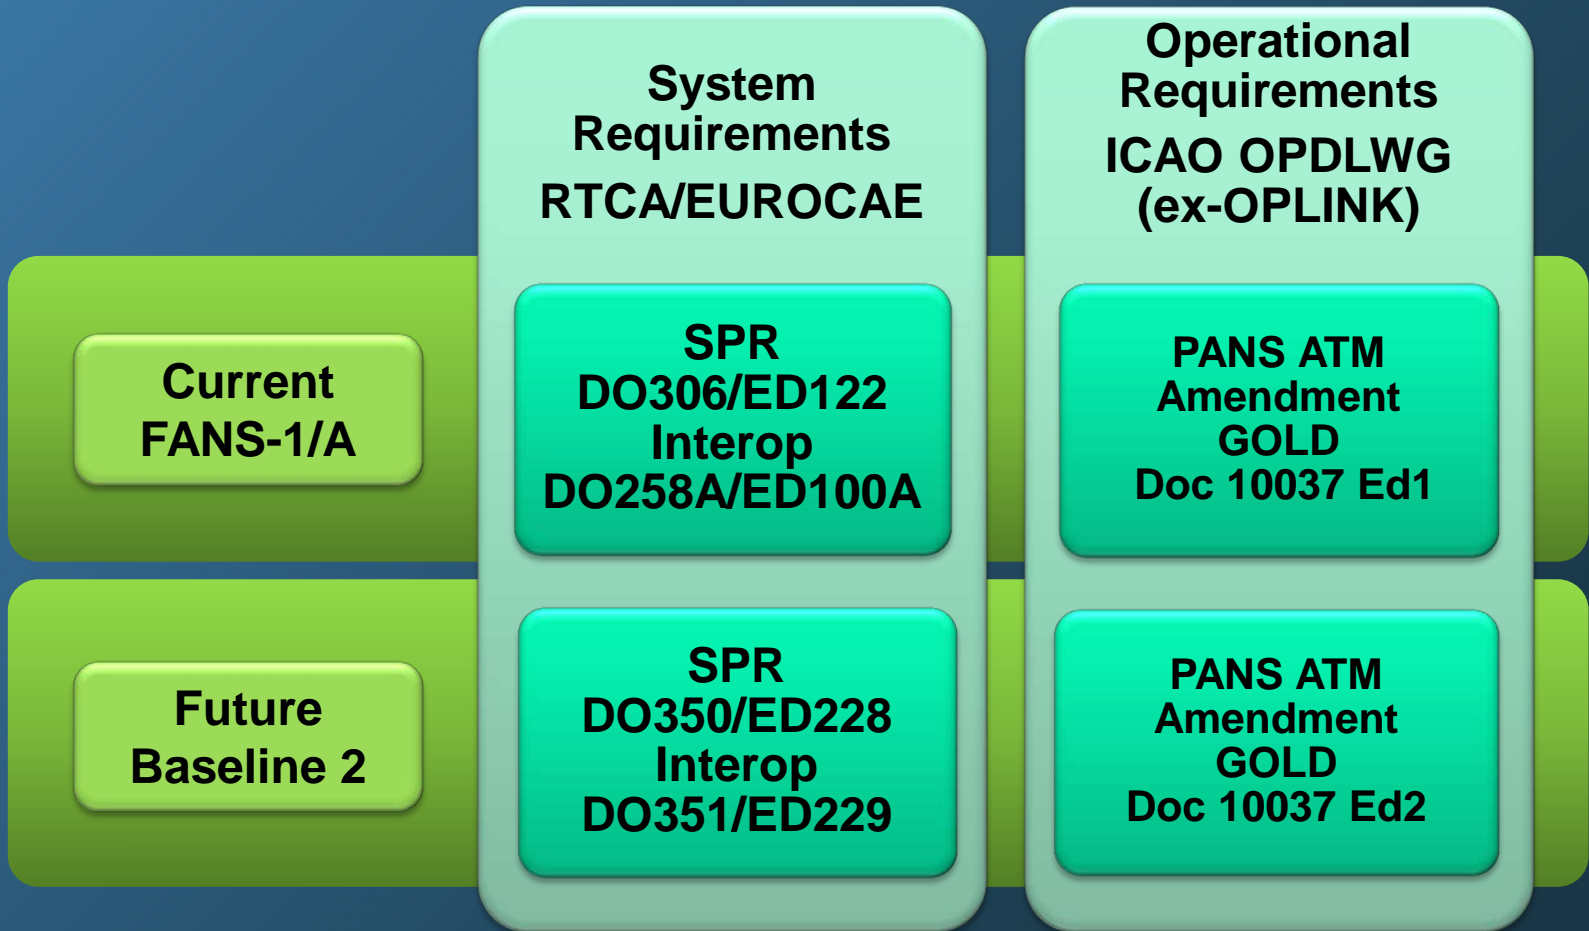 System
Requirements
RTCA/EUROCAE
Operational
Requirements
ICAO OPDLWG
(ex-OPLINK)
Current
FANS-1/A
SPR
DO306/ED122
Interop
DO258A/ED100A
PANS ATM
Amendment
GOLD
Doc 10037 Ed1
Future
Baseline 2
SPR
DO350/ED228
Interop
DO351/ED229
PANS ATM
Amendment
GOLD
Doc 10037 Ed2